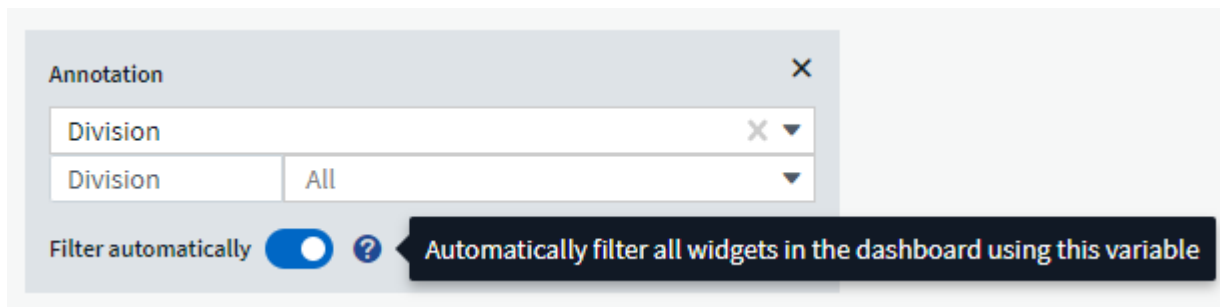 Annotation
Division
Division All
Filter automatically ? Automatically filter all widgets in the dashboard using this variable